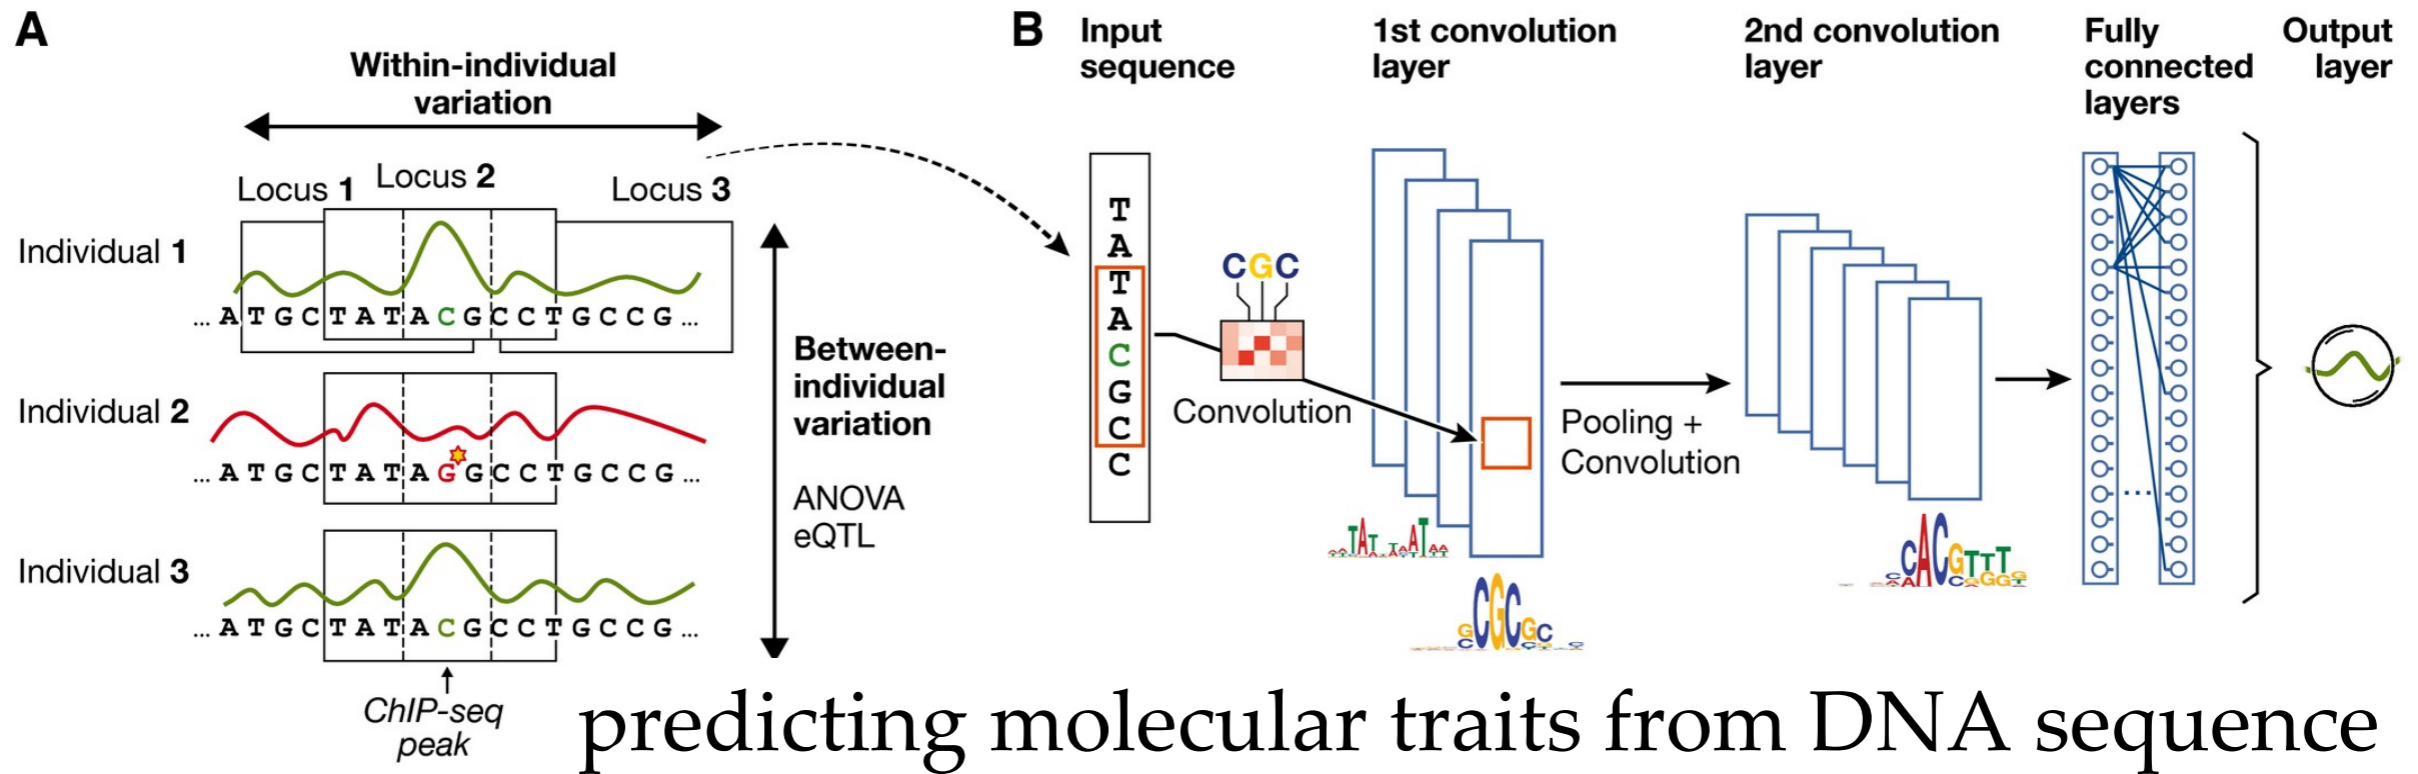 A
Within-individual
variation
Locus 1
Locus 2
Locus 3
Individual 1
... A T G C T A T A C G C C T G C C G ...
Individual 2
... A T G C T A T A G G C C T G C C G ...
Individual 3
... A T G C T A T A C G C C T G C C G ...
ChIP-seq
peak
Between-
individual
variation
ANOVA
eQTL
B
Input
sequence
1st convolution
layer
2nd convolution
layer
Fully
connected
layers
Output
layer
T
A
T
A
C
G
C
C
CGC
Convolution
Pooling +
Convolution
...
predicting molecular traits from DNA sequence